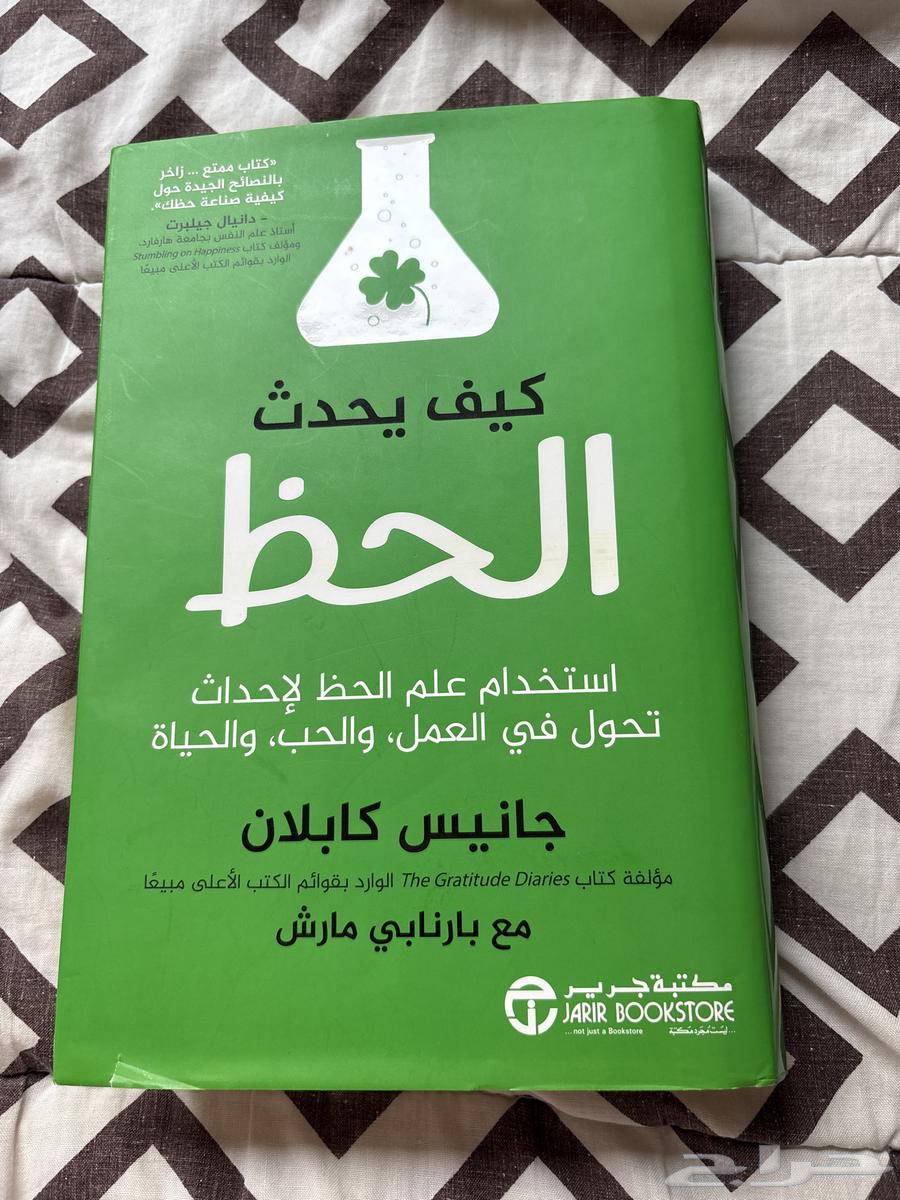 «كتاب ممتع ... زاخر
بالنصائح الجيدة حول
كيفية صناعة حظك».
- دانيال جيلبرت
أستاذ علم النفس بجامعة هارفارد،
ومؤلف كتاب Stumbling on Happiness
الوارد بقوائم الكتب الأعلى مبيعًا
كيف يحدث
الحظ
استخدام علم الحظ لإحداث
تحول في العمل، والحب، والحياة
جانيس كابلان
مؤلفة كتاب The Gratitude Diaries الوارد بقوائم الكتب الأعلى مبيعًا
مع بارنابي مارش
مكتبة جرير
JARIR BOOKSTORE
...not just a Bookstore ...ليست مجرد مكتبة
حراج